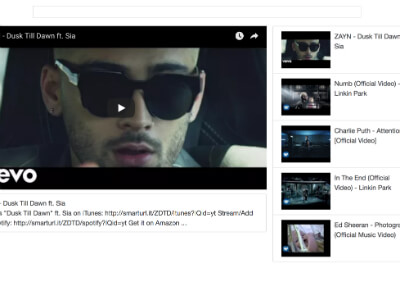 - Dusk Till Dawn ft. Sia
evo
- Dusk Till Dawn ft. Sia
"Dusk Till Dawn" ft. Sia on iTunes: http://smarturl.it/ZDTD/itunes?IQid=yt Stream/Add
http://smarturl.it/ZDTD/spotify?IQid=yt Get it on Amazon ...
ZAYN - Dusk Till Dawn
Sia
Numb (Official Video) -
Linkin Park
Charlie Puth - Attention
[Official Video]
In The End (Official
Video) - Linkin Park
Ed Sheeran - Photograph
(Official Music Video)